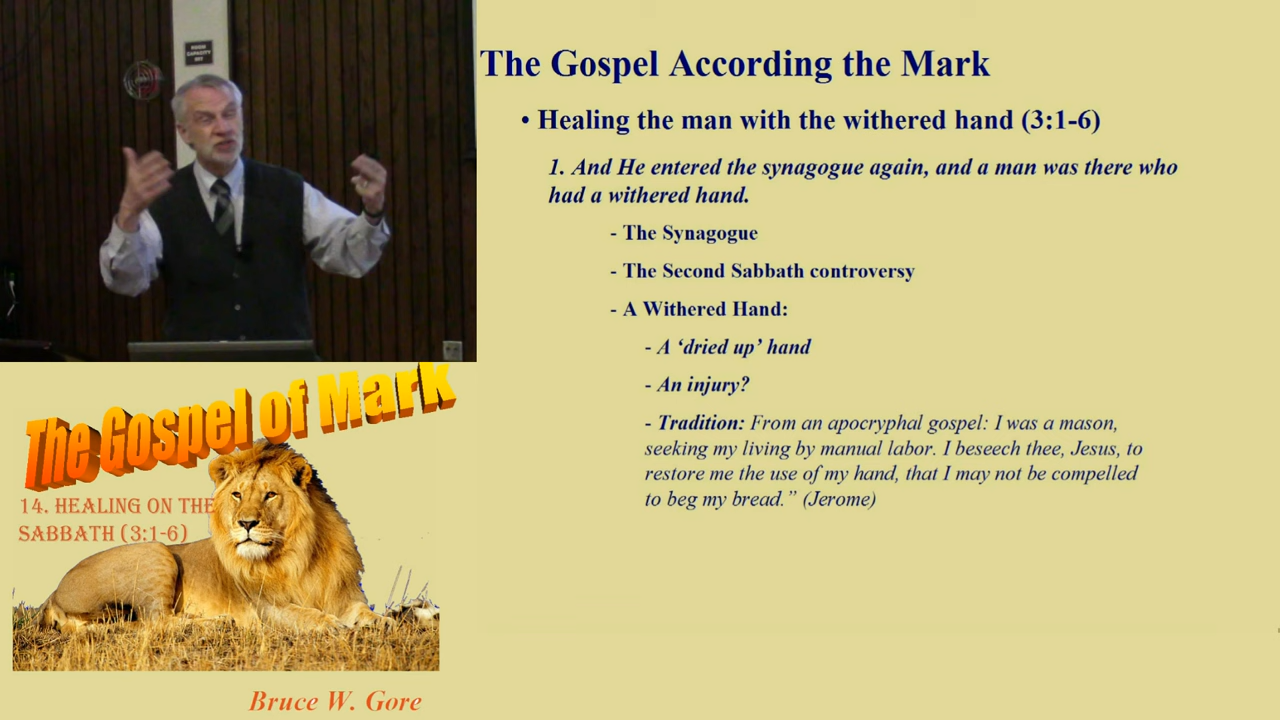 ROOM
CAPACITY
The Gospel According the Mark
• Healing the man with the withered hand (3:1-6)
1. And He entered the synagogue again, and a man was there who
had a withered hand.
- The Synagogue
- The Second Sabbath controversy
- A Withered Hand:
- A ‘dried up’ hand
- An injury?
- Tradition: From an apocryphal gospel: I was a mason,
seeking my living by manual labor. I beseech thee, Jesus, to
restore me the use of my hand, that I may not be compelled
to beg my bread.” (Jerome)
The Gospel of Mark
14. HEALING ON THE
SABBATH (3:1-6)
Bruce W. Gore